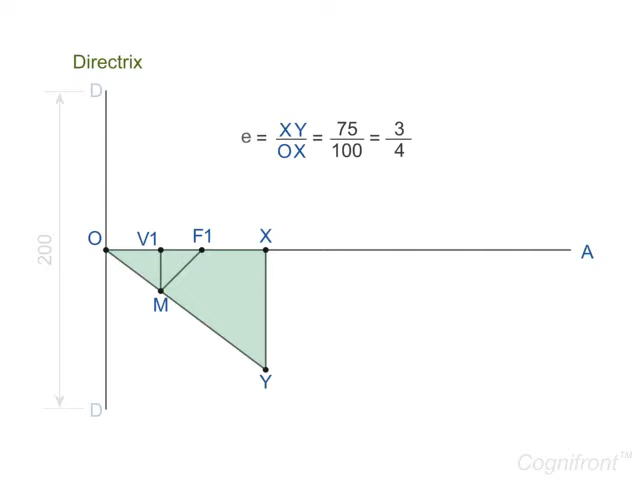 Directrix
D
e = XY/OX = 75/100 = 3/4
200
O V1 F1 X
A
M
Y
D
Cognifront™